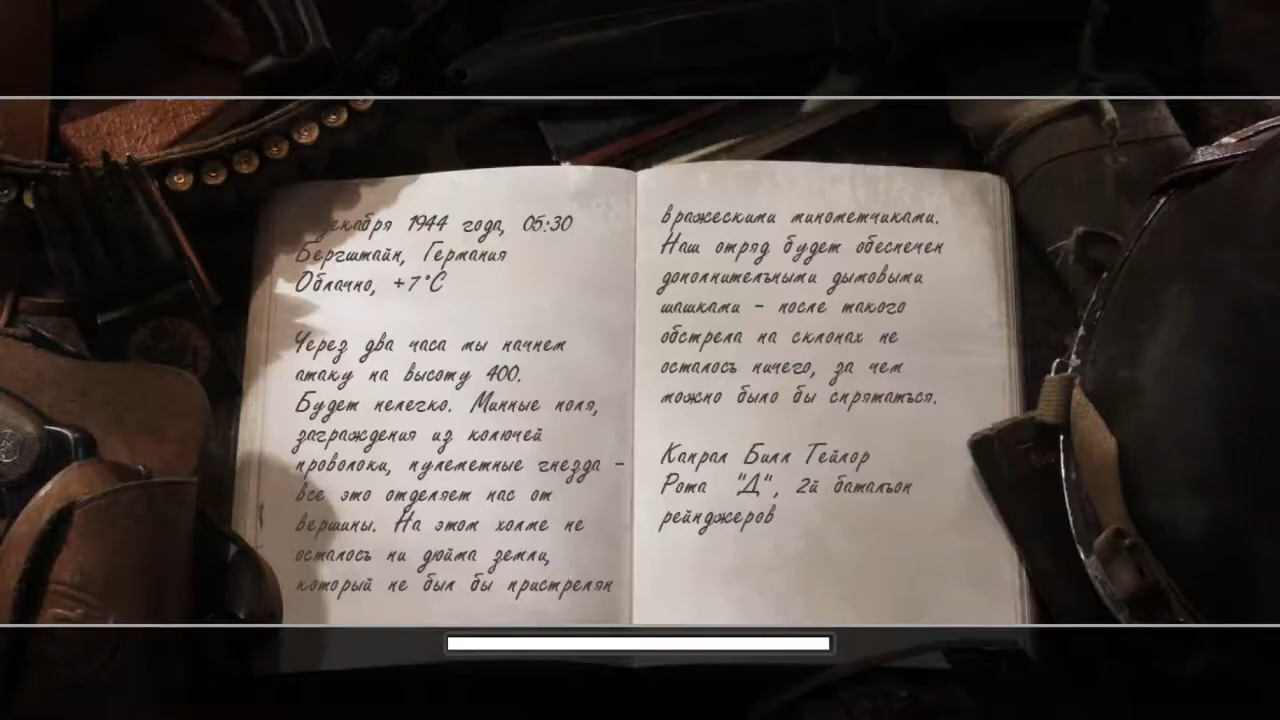 декабря 1944 года, 05:30
Бергштайн, Германия
Облачно, +7°C
Через два часа мы начнем
атаку на высоту 400.
Будет нелегко. Минные поля,
заграждения из колючей
проволоки, пулеметные гнезда -
все это отделяет нас от
вершины. На этом холме не
осталось ни дюйма земли,
который не был бы пристрелян
вражескими минометчиками.
Наш отряд будет обеспечен
дополнительными дымовыми
шашками - после такого
обстрела на склонах не
осталось ничего, за чем
можно было бы спрятаться.
Капрал Билл Тейлор
Рота "Д", 2й батальон
рейнджеров